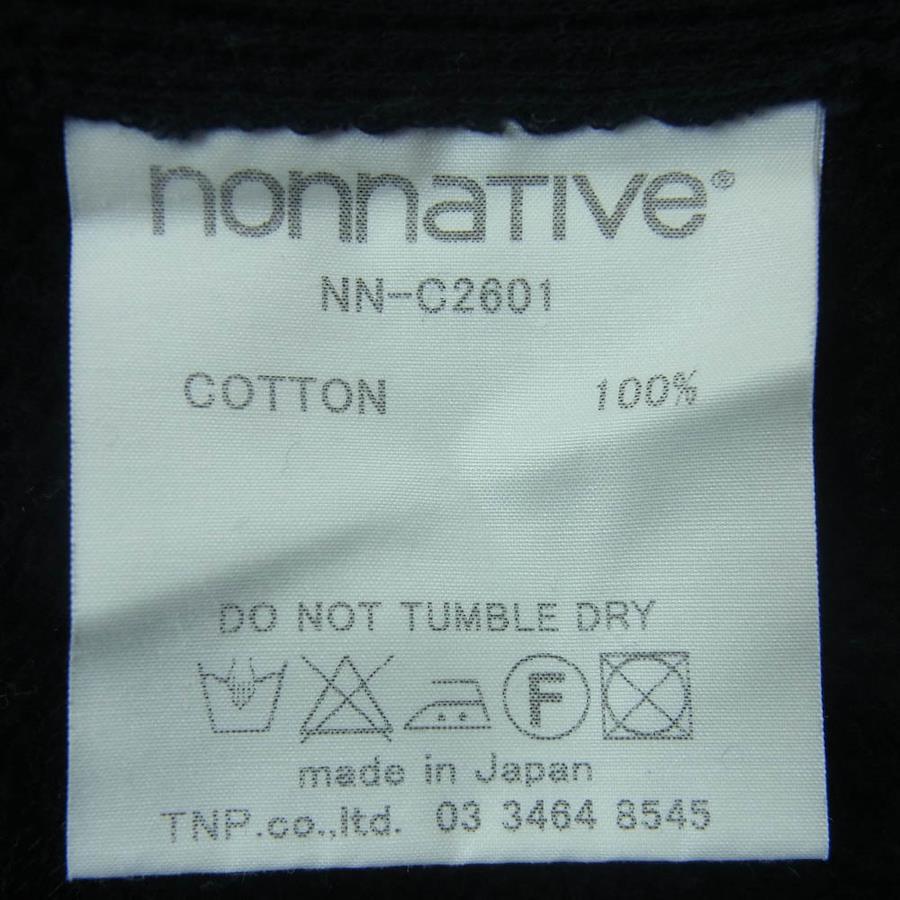 nonnaTive®
NN-C2601
COTTON 100%
DO NOT TUMBLE DRY
F
made in Japan
TNP.co.,ltd. 03 3464 8545